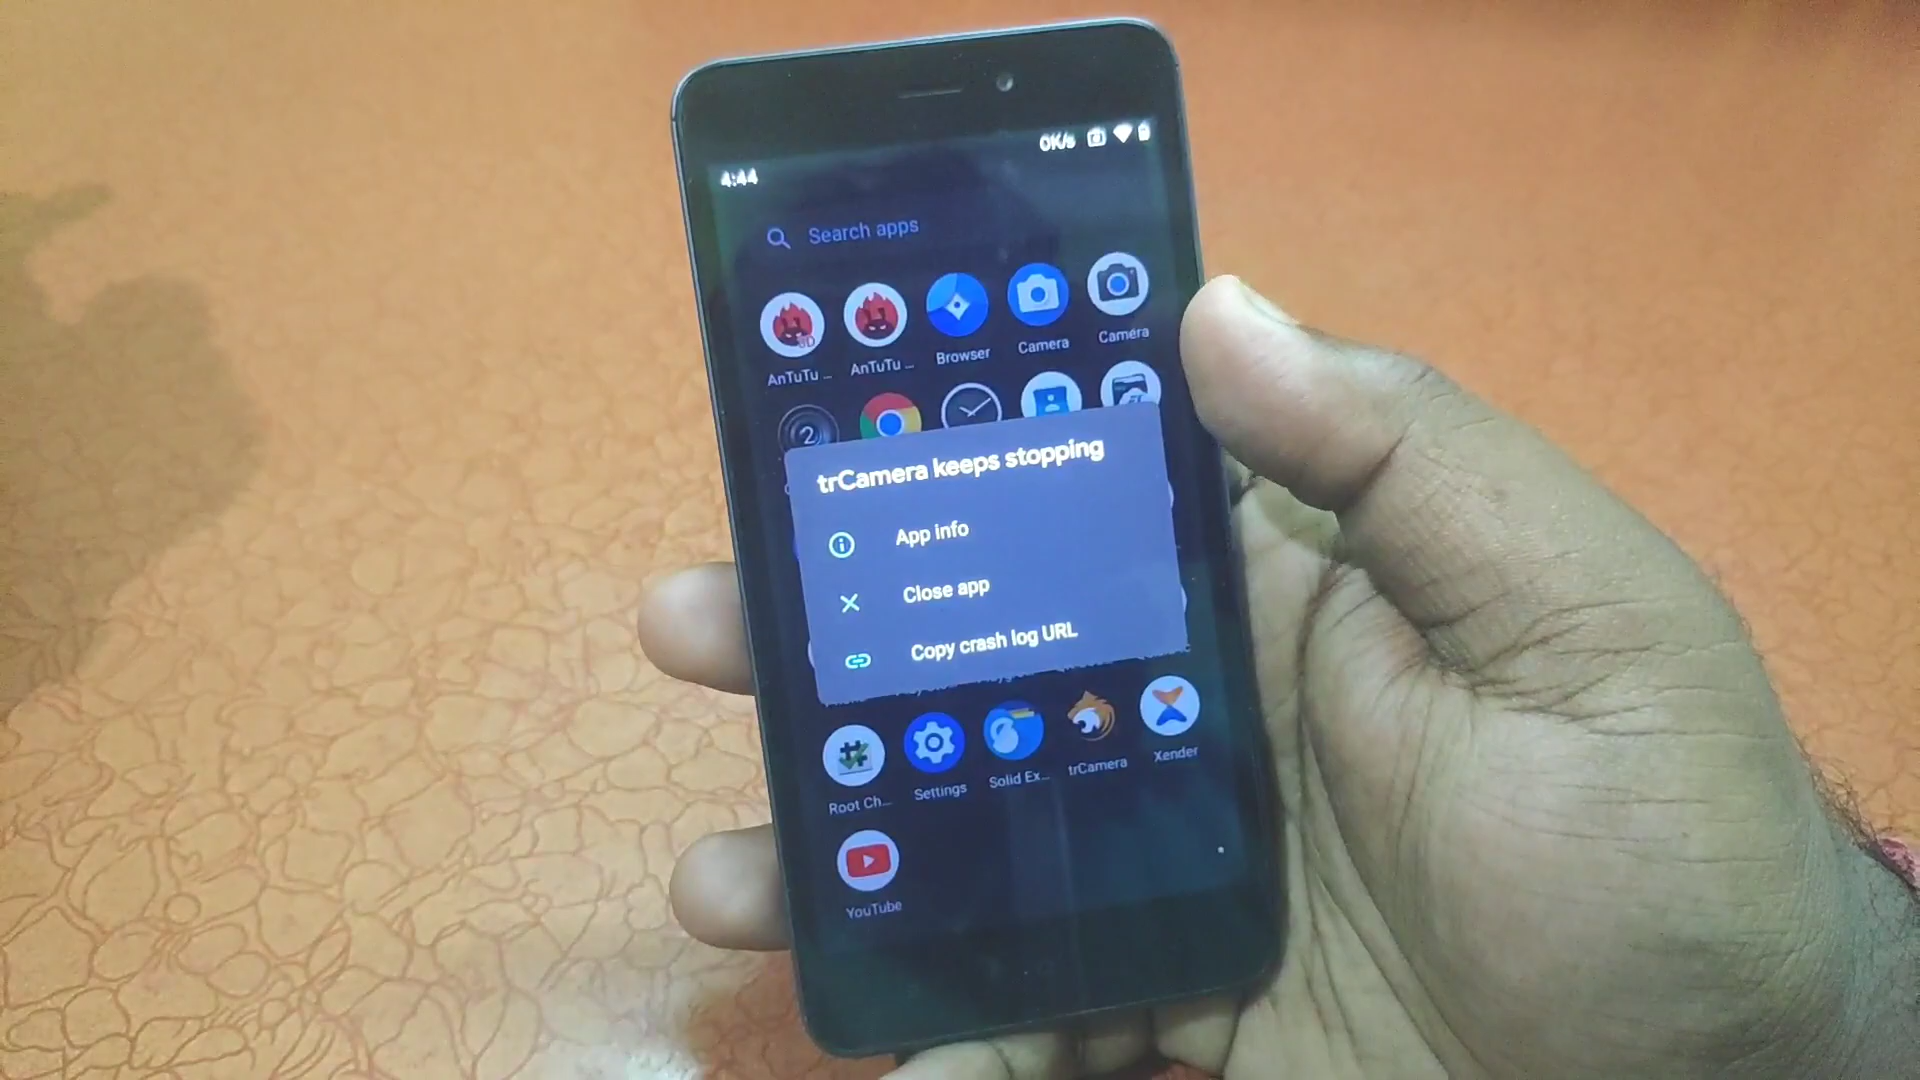 0K/s
4:44
Search apps
AnTuTu ...
AnTuTu ...
Browser
Camera
Camera
2
trCamera keeps stopping
App info
Close app
Copy crash log URL
Root Ch...
Settings
Solid Ex...
trCamera
Xender
YouTube